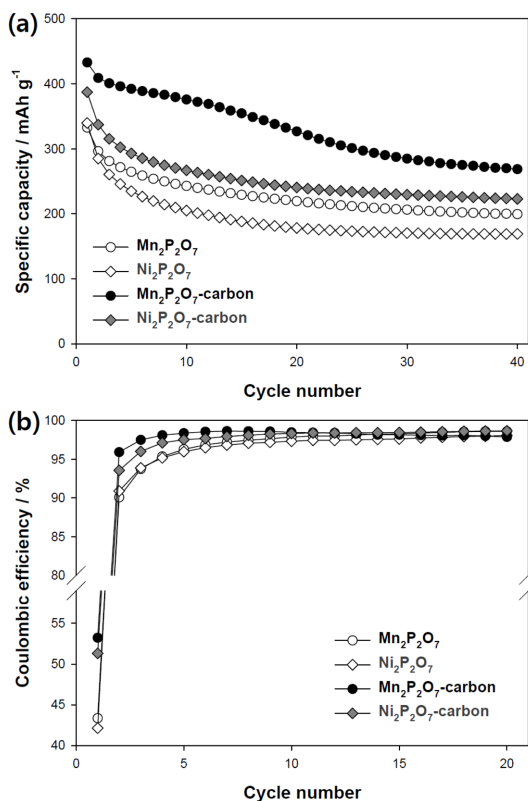 (a)
500
400
300
200
100
0
Specific capacity / mAh g⁻¹
Mn₂P₂O₇
Ni₂P₂O₇
Mn₂P₂O₇-carbon
Ni₂P₂O₇-carbon
0 10 20 30 40
Cycle number
(b)
100
95
90
80
55
50
45
40
Coulombic efficiency / %
Mn₂P₂O₇
Ni₂P₂O₇
Mn₂P₂O₇-carbon
Ni₂P₂O₇-carbon
0 5 10 15 20
Cycle number